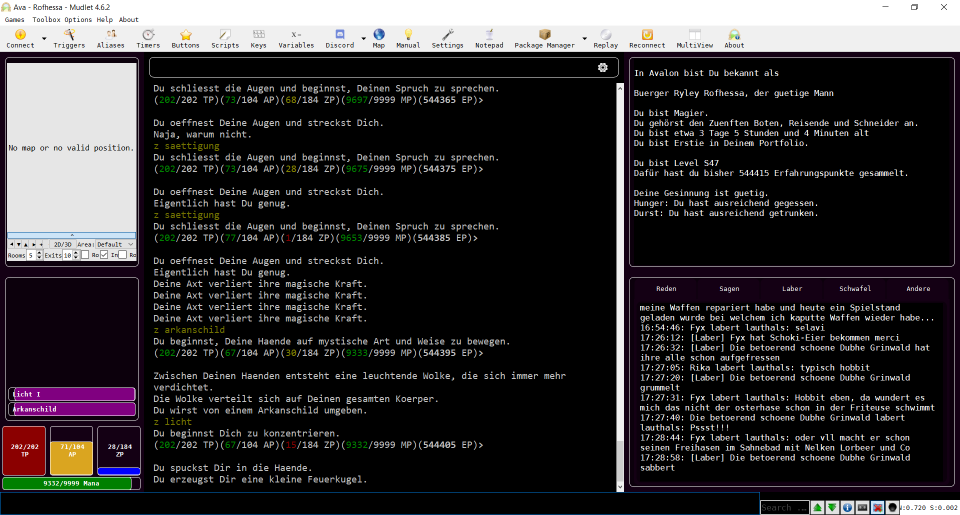 Ava - Rofhessa - Mudlet 4.6.2
Games Toolbox Options Help About
Connect Triggers Aliases Timers Buttons Scripts Keys Variables Discord Map Manual Settings Notepad Package Manager Replay Reconnect MultiView About
No map or no valid position.
2D/3D Area: Default
Rooms 5 Exits 10 Ro In Ro
Licht I
Arkanschild
202/202
TP
71/104
AP
28/184
ZP
9332/9999 Mana
Du schliesst die Augen und beginnst, Deinen Spruch zu sprechen.
(202/202 TP)(73/104 AP)(68/184 ZP)(9697/9999 MP)(544365 EP)>
Du oeffnest Deine Augen und streckst Dich.
Naja, warum nicht.
z saettigung
Du schliesst die Augen und beginnst, Deinen Spruch zu sprechen.
(202/202 TP)(73/104 AP)(28/184 ZP)(9675/9999 MP)(544375 EP)>
Du oeffnest Deine Augen und streckst Dich.
Eigentlich hast Du genug.
z saettigung
Du schliesst die Augen und beginnst, Deinen Spruch zu sprechen.
(202/202 TP)(77/104 AP)(1/184 ZP)(9653/9999 MP)(544385 EP)>
Du oeffnest Deine Augen und streckst Dich.
Eigentlich hast Du genug.
Deine Axt verliert ihre magische Kraft.
Deine Axt verliert ihre magische Kraft.
Deine Axt verliert ihre magische Kraft.
Deine Axt verliert ihre magische Kraft.
z arkanschild
Du beginnst, Deine Haende auf mystische Art und Weise zu bewegen.
(202/202 TP)(67/104 AP)(30/184 ZP)(9333/9999 MP)(544395 EP)>
Zwischen Deinen Haenden entsteht eine leuchtende Wolke, die sich immer mehr
verdichtet.
Die Wolke verteilt sich auf Deinen gesamten Koerper.
Du wirst von einem Arkanschild umgeben.
z licht
Du beginnst Dich zu konzentrieren.
(202/202 TP)(67/104 AP)(15/184 ZP)(9332/9999 MP)(544405 EP)>
Du spuckst Dir in die Haende.
Du erzeugst Dir eine kleine Feuerkugel.
In Avalon bist Du bekannt als
Buerger Ryley Rofhessa, der guetige Mann
Du bist Magier.
Du gehörst den Zuenften Boten, Reisende und Schneider an.
Du bist etwa 3 Tage 5 Stunden und 4 Minuten alt
Du bist Erstie in Deinem Portfolio.
Du bist Level S47
Dafür hast du bisher 544415 Erfahrungspunkte gesammelt.
Deine Gesinnung ist guetig.
Hunger: Du hast ausreichend gegessen.
Durst: Du hast ausreichend getrunken.
Reden Sagen Laber Schwafel Andere
meine Waffen repariert habe und heute ein Spielstand
geladen wurde bei welchem ich kaputte Waffen wieder habe...
16:54:46: Fyx labert lauthals: selavi
17:26:12: [Laber] Fyx hat Schoki-Eier bekommen merci
17:26:32: [Laber] Die betoerend schoene Dubhe Grinwald hat
ihre alle schon aufgefressen
17:27:05: Rika labert lauthals: typisch hobbit
17:27:20: [Laber] Die betoerend schoene Dubhe Grinwald
grummelt
17:27:31: Fyx labert lauthals: Hobbit eben, da wundert es
mich das nicht der osterhase schon in der Friteuse schwimmt
17:27:40: Die betoerend schoene Dubhe Grinwald labert
lauthals: Pssst!!!
17:28:44: Fyx labert lauthals: oder vll macht er schon
seinen Freihasen im Sahnebad mit Nelken Lorbeer und Co
17:28:58: [Laber] Die betoerend schoene Dubhe Grinwald
sabbert
Search ...
N:0.720 S:0.002